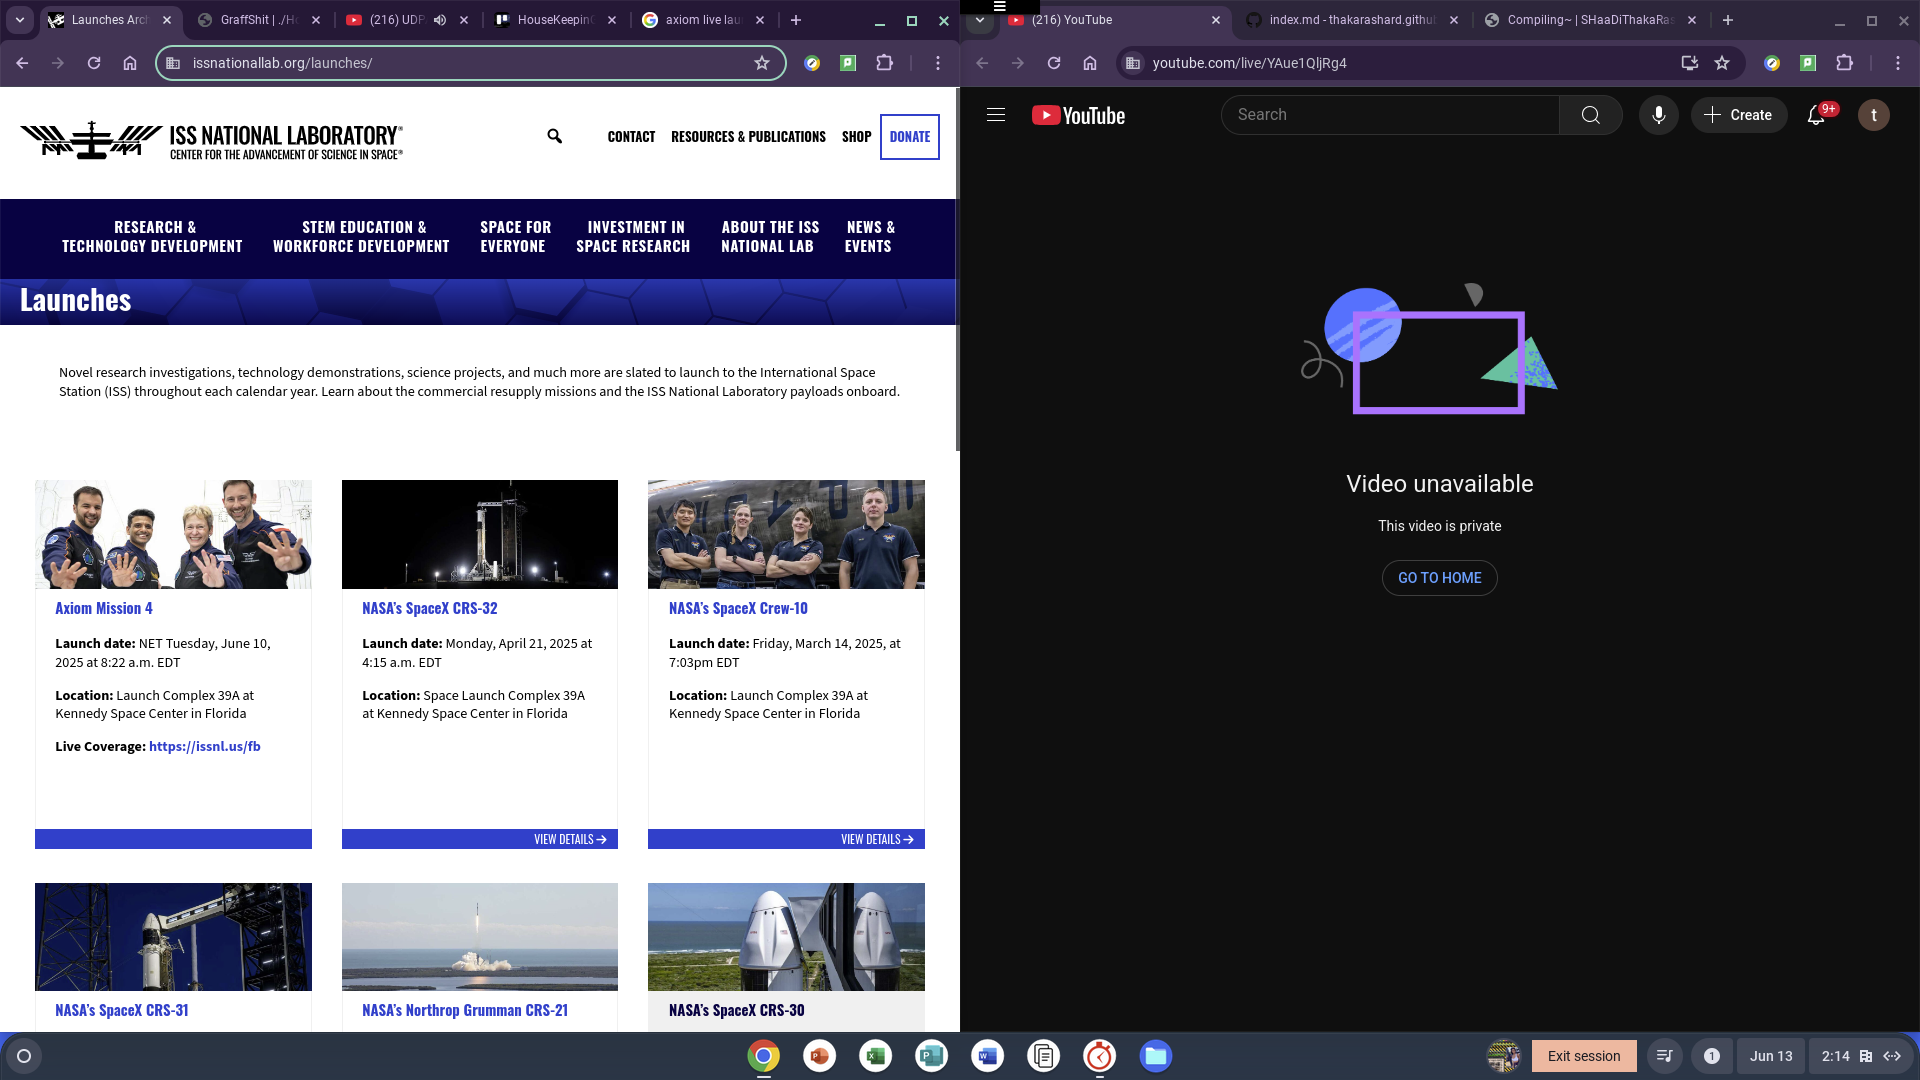 Launches Arc
GraffShit | ./H
(216) UDP
HouseKeepin
axiom live lau
issnationallab.org/launches/
ISS NATIONAL LABORATORY®
CENTER FOR THE ADVANCEMENT OF SCIENCE IN SPACE®
CONTACT
RESOURCES & PUBLICATIONS
SHOP
DONATE
RESEARCH &
TECHNOLOGY DEVELOPMENT
STEM EDUCATION &
WORKFORCE DEVELOPMENT
SPACE FOR
EVERYONE
INVESTMENT IN
SPACE RESEARCH
ABOUT THE ISS
NATIONAL LAB
NEWS &
EVENTS
Launches
Novel research investigations, technology demonstrations, science projects, and much more are slated to launch to the International Space
Station (ISS) throughout each calendar year. Learn about the commercial resupply missions and the ISS National Laboratory payloads onboard.
Axiom Mission 4
Launch date: NET Tuesday, June 10,
2025 at 8:22 a.m. EDT
Location: Launch Complex 39A at
Kennedy Space Center in Florida
Live Coverage: https://issnl.us/fb
NASA's SpaceX CRS-32
Launch date: Monday, April 21, 2025 at
4:15 a.m. EDT
Location: Space Launch Complex 39A
at Kennedy Space Center in Florida
VIEW DETAILS →
NASA's SpaceX Crew-10
Launch date: Friday, March 14, 2025, at
7:03pm EDT
Location: Launch Complex 39A at
Kennedy Space Center in Florida
VIEW DETAILS →
NASA's SpaceX CRS-31
NASA's Northrop Grumman CRS-21
NASA's SpaceX CRS-30
(216) YouTube
index.md - thakarashard.githu
Compiling~ | SHaaDiThakaRas
youtube.com/live/YAue1QljRg4
YouTube
Search
Create
9+
t
Video unavailable
This video is private
GO TO HOME
Exit session
1
Jun 13
2:14